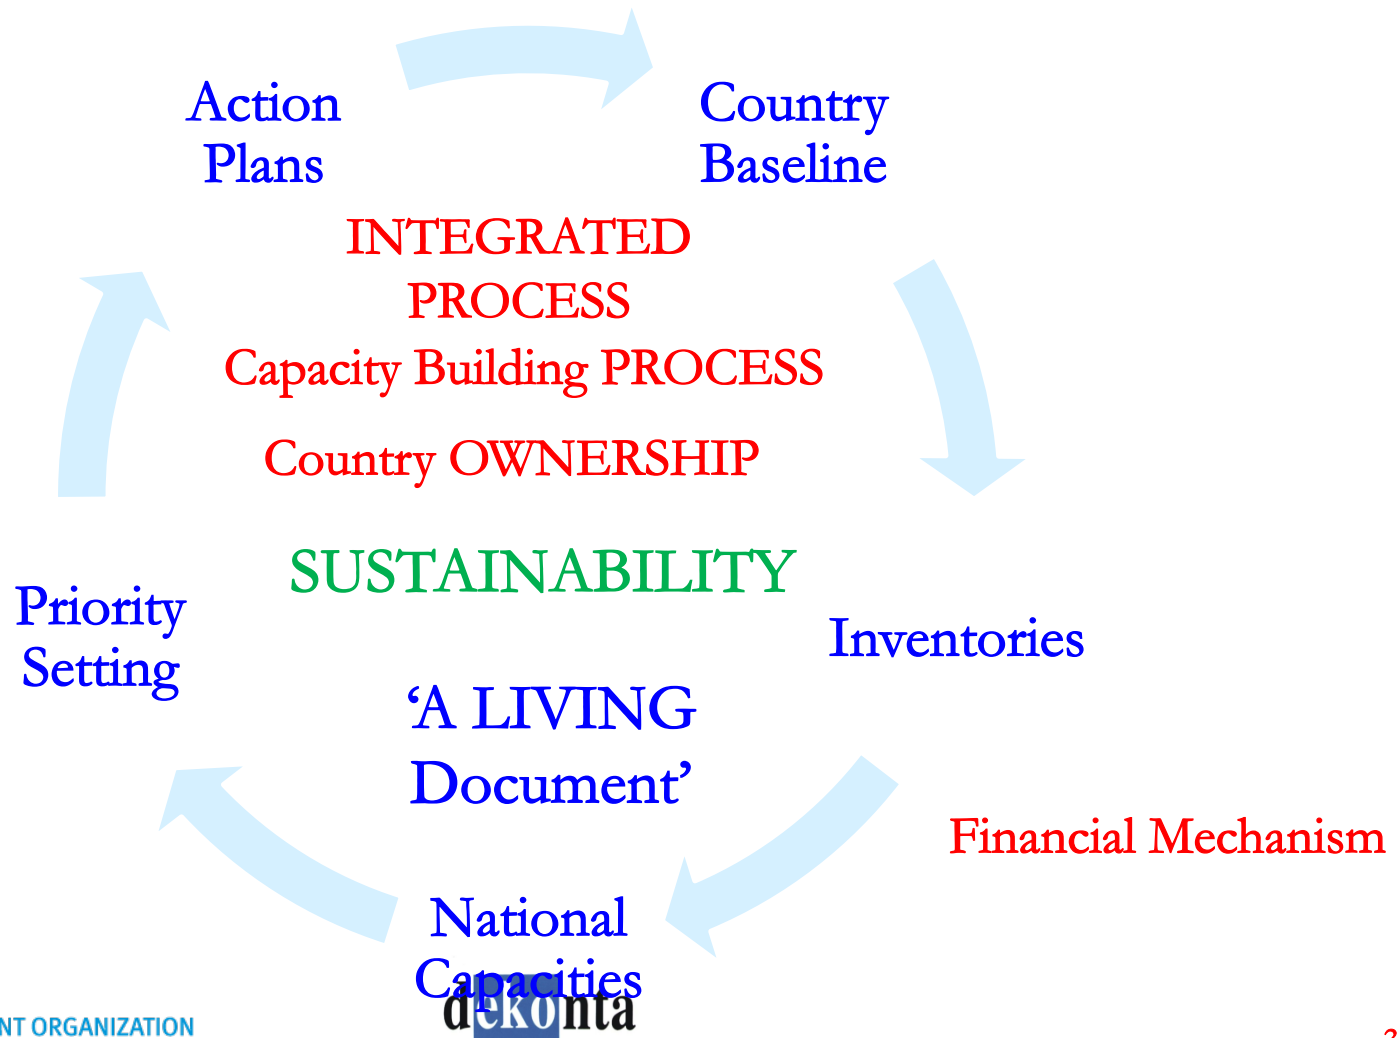 Action
Plans
Country
Baseline
INTEGRATED
PROCESS
Capacity Building PROCESS
Country OWNERSHIP
SUSTAINABILITY
Priority
Setting
Inventories
‘A LIVING
Document’
Financial Mechanism
National
Capacities
dekonta
NT ORGANIZATION